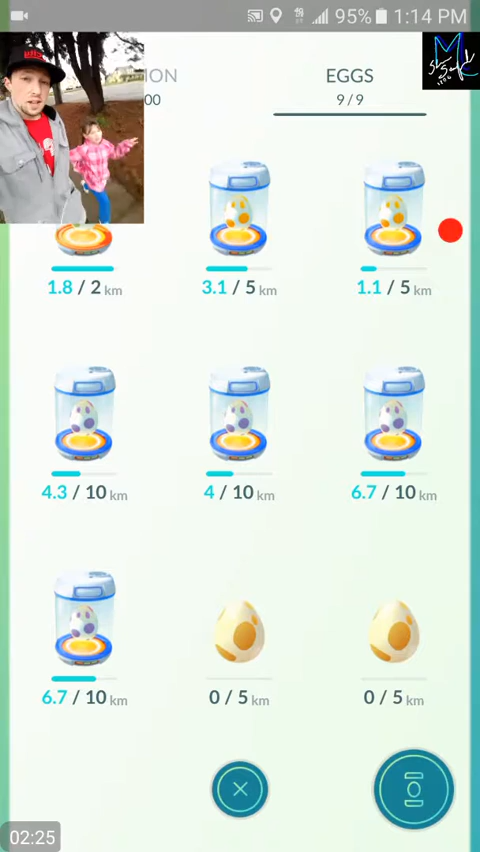 95% 1:14 PM
ION EGGS
00 9/9
1.8 / 2 km 3.1 / 5 km 1.1 / 5 km
4.3 / 10 km 4 / 10 km 6.7 / 10 km
6.7 / 10 km 0 / 5 km 0 / 5 km
02:25